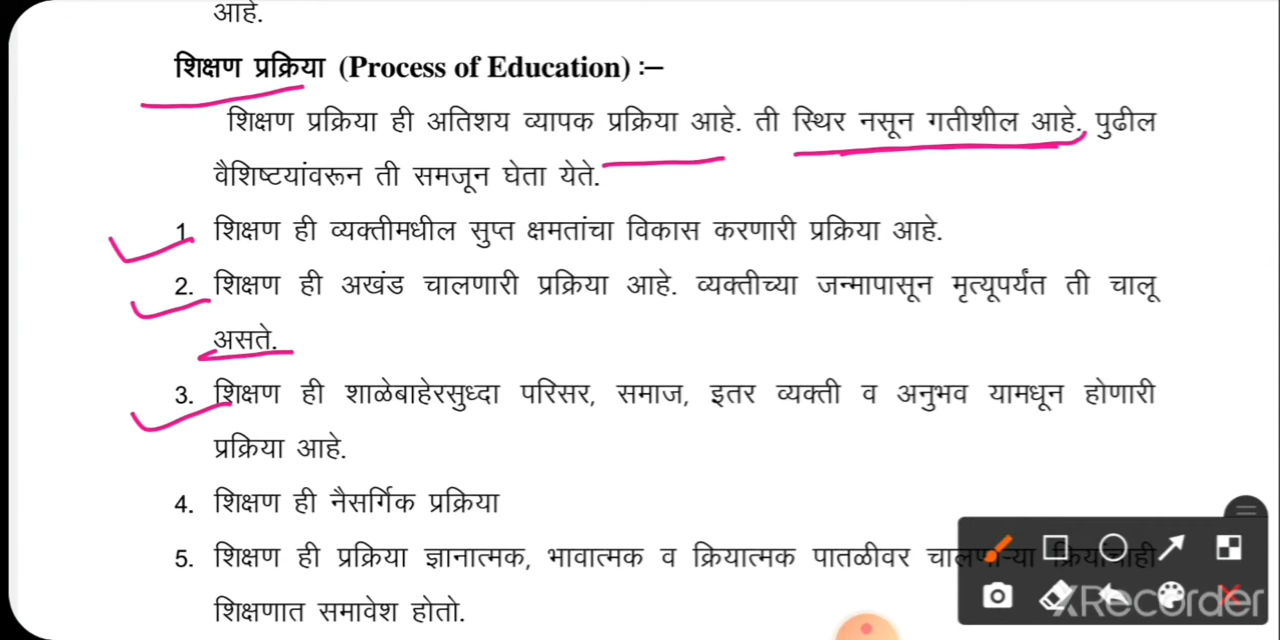 आहे.
शिक्षण प्रक्रिया (Process of Education) :–
शिक्षण प्रक्रिया ही अतिशय व्यापक प्रक्रिया आहे. ती स्थिर नसून गतीशील आहे. पुढील
वैशिष्टयांवरून ती समजून घेता येते.
1. शिक्षण ही व्यक्तीमधील सुप्त क्षमतांचा विकास करणारी प्रक्रिया आहे.
2. शिक्षण ही अखंड चालणारी प्रक्रिया आहे. व्यक्तीच्या जन्मापासून मृत्यूपर्यंत ती चालू
असते.
3. शिक्षण ही शाळेबाहेरसुध्दा परिसर, समाज, इतर व्यक्ती व अनुभव यामधून होणारी
प्रक्रिया आहे.
4. शिक्षण ही नैसर्गिक प्रक्रिया
5. शिक्षण ही प्रक्रिया ज्ञानात्मक, भावात्मक व क्रियात्मक पातळीवर चालणाऱ्या क्रियांचाही
शिक्षणात समावेश होतो.
XRecorder